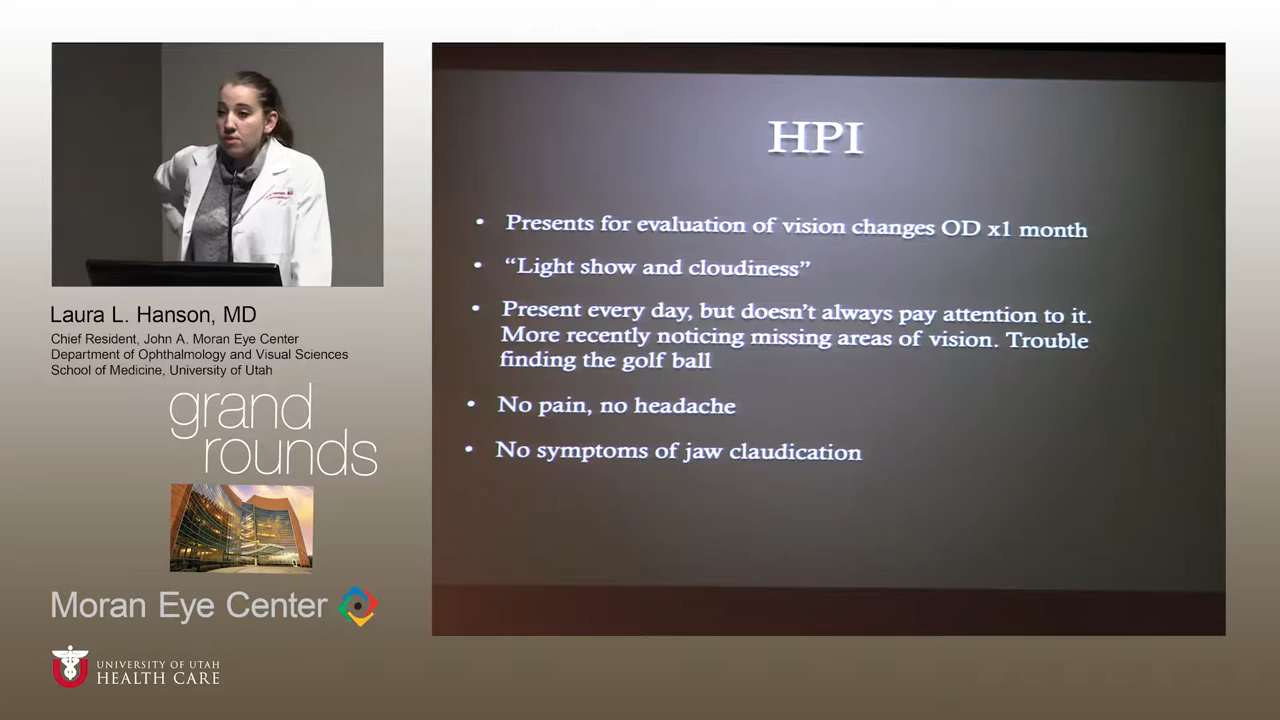 Laura L. Hanson, MD
Chief Resident, John A. Moran Eye Center
Department of Ophthalmology and Visual Sciences
School of Medicine, University of Utah
grand
rounds
Moran Eye Center
UNIVERSITY OF UTAH
HEALTH CARE
HPI
• Presents for evaluation of vision changes OD x1 month
• “Light show and cloudiness”
• Present every day, but doesn’t always pay attention to it.
More recently noticing missing areas of vision. Trouble
finding the golf ball
• No pain, no headache
• No symptoms of jaw claudication